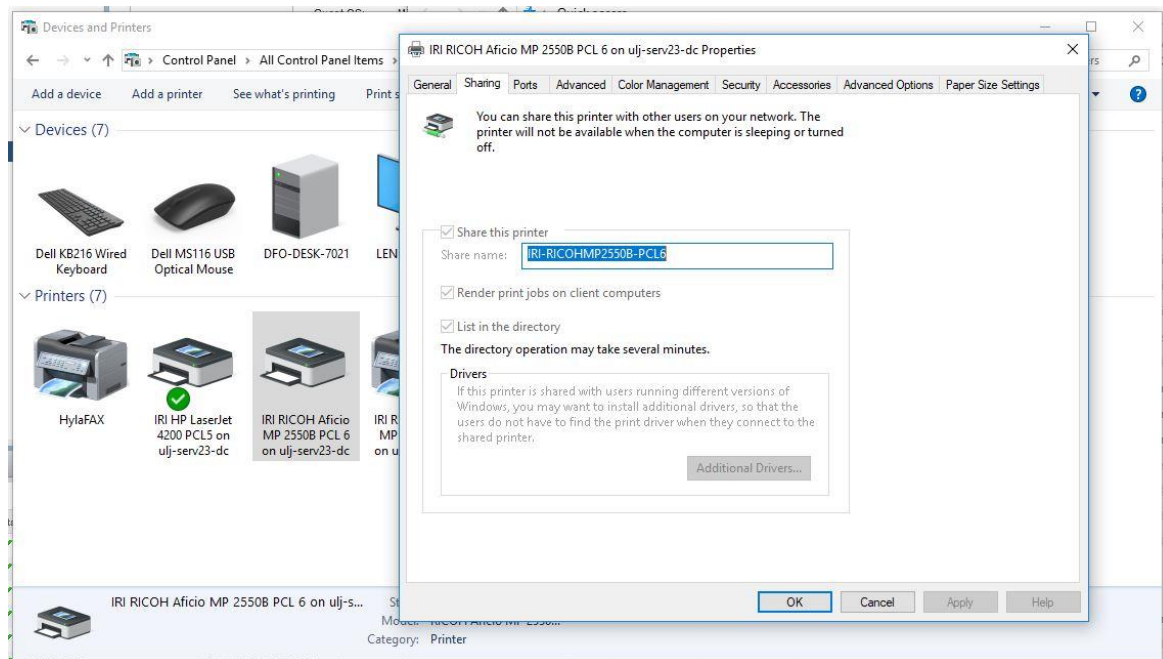 Quick access
Devices and Printers
Control Panel > All Control Panel Items >
Add a device Add a printer See what's printing Print s
Devices (7)
Dell KB216 Wired
Keyboard
Dell MS116 USB
Optical Mouse
DFO-DESK-7021
LEN
Printers (7)
HylaFAX
IRI HP LaserJet
4200 PCL5 on
ulj-serv23-dc
IRI RICOH Aficio
MP 2550B PCL 6
on ulj-serv23-dc
IRI R
MP
on u
IRI RICOH Aficio MP 2550B PCL 6 on ulj-s...
Category: Printer
IRI RICOH Aficio MP 2550B PCL 6 on ulj-serv23-dc Properties
General Sharing Ports Advanced Color Management Security Accessories Advanced Options Paper Size Settings
You can share this printer with other users on your network. The
printer will not be available when the computer is sleeping or turned
off.
Share this printer
Share name: IRI-RICOHMP2550B-PCL6
Render print jobs on client computers
List in the directory
The directory operation may take several minutes.
Drivers
If this printer is shared with users running different versions of
Windows, you may want to install additional drivers, so that the
users do not have to find the print driver when they connect to the
shared printer.
Additional Drivers...
OK Cancel Apply Help